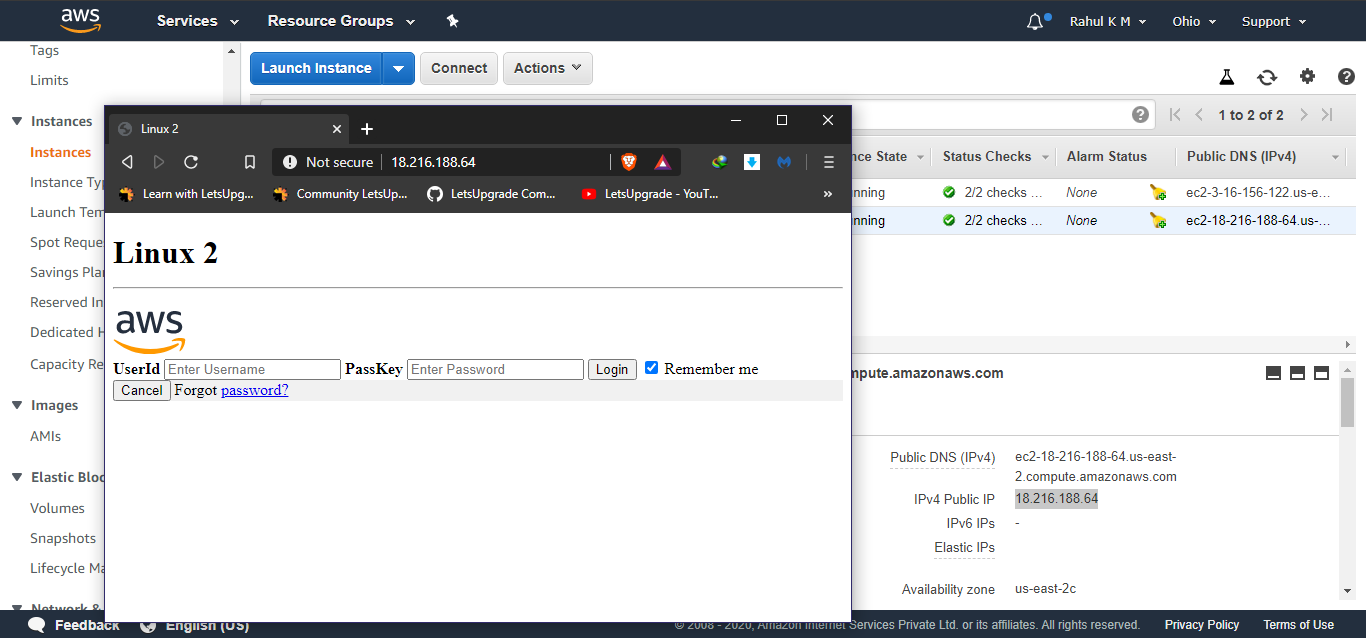 aws Services Resource Groups Rahul K M Ohio Support
Tags
Limits
Instances
Instances
Instance Typ
Launch Tem
Spot Reque
Savings Plan
Reserved In
Dedicated H
Capacity Re
Images
AMIs
Elastic Bloc
Volumes
Snapshots
Lifecycle Ma
Network &
Launch Instance Connect Actions
1 to 2 of 2
nce State Status Checks Alarm Status Public DNS (IPv4)
nning 2/2 checks ... None ec2-3-16-156-122.us-e...
nning 2/2 checks ... None ec2-18-216-188-64.us-...
Linux 2
Not secure 18.216.188.64
Learn with LetsUpg... Community LetsUp... LetsUpgrade Com... LetsUpgrade - YouT... »
Linux 2
aws
UserId Enter Username PassKey Enter Password Login Remember me
Cancel Forgot password?
mpute.amazonaws.com
Public DNS (IPv4) ec2-18-216-188-64.us-east-
2.compute.amazonaws.com
IPv4 Public IP 18.216.188.64
IPv6 IPs -
Elastic IPs
Availability zone us-east-2c
Feedback English (US) © 2008 - 2020, Amazon Internet Services Private Ltd. or its affiliates. All rights reserved. Privacy Policy Terms of Use